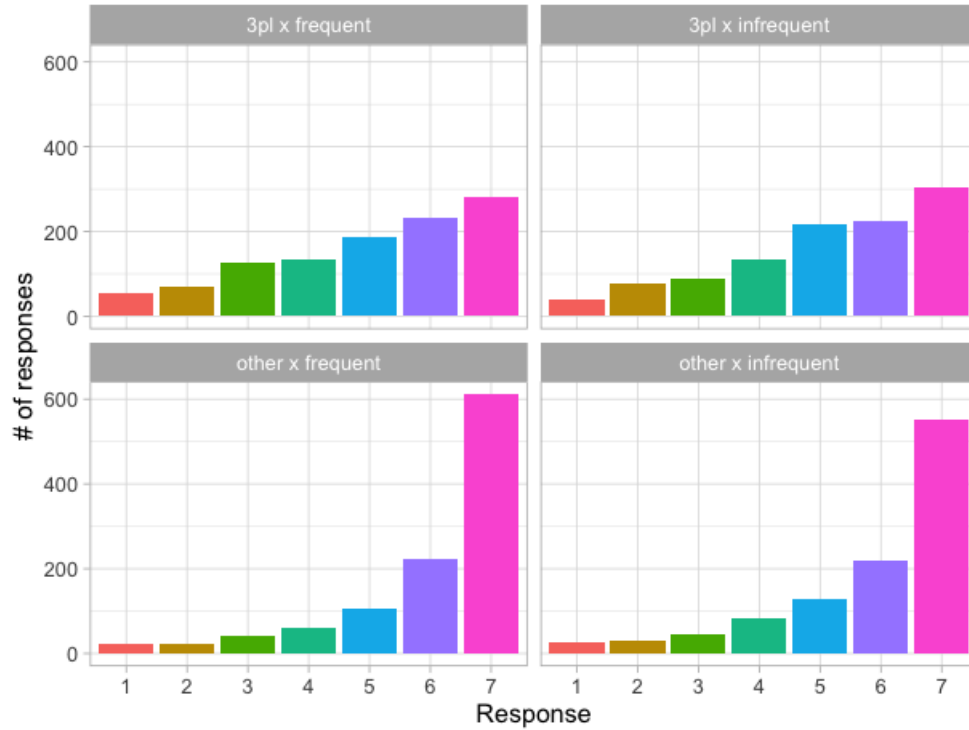 3pl x frequent
3pl x infrequent
600
400
200
0
other x frequent
other x infrequent
600
400
200
0
# of responses
1 2 3 4 5 6 7
1 2 3 4 5 6 7
Response